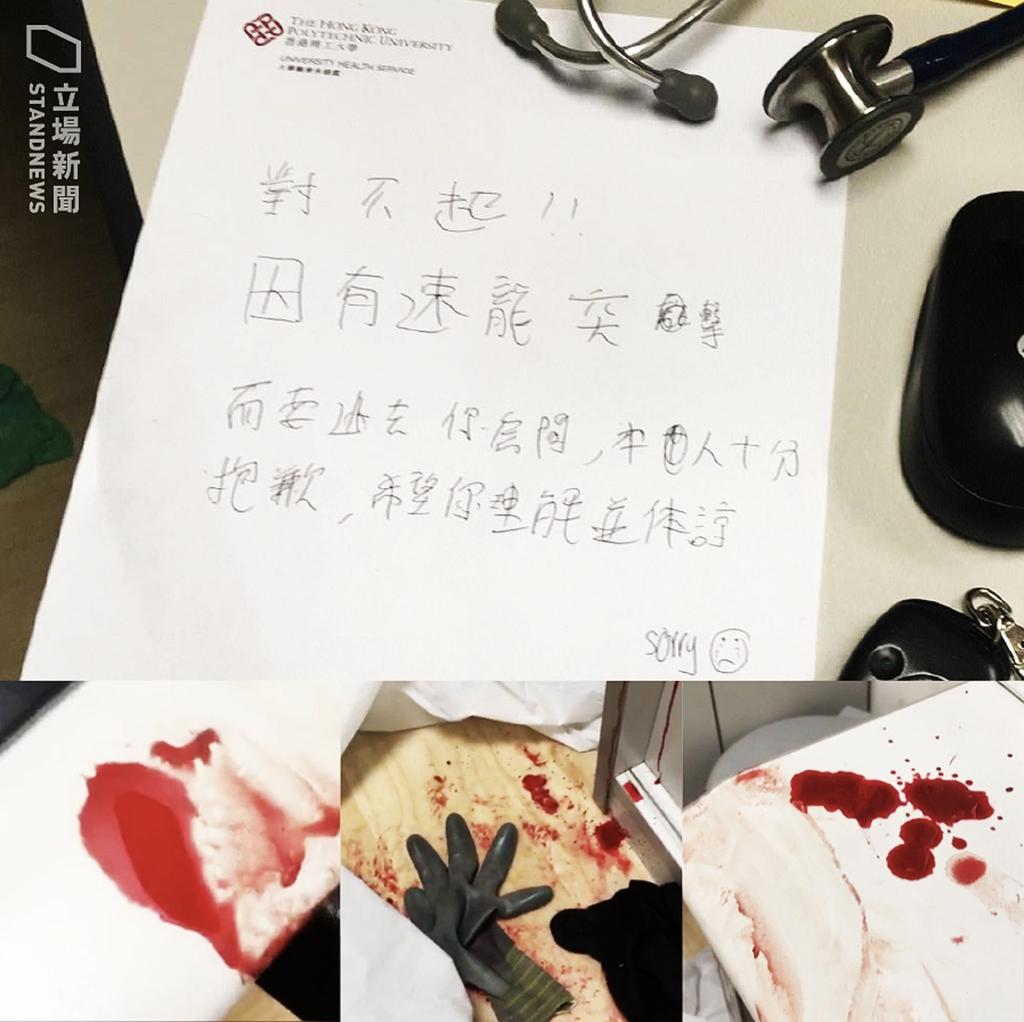 立場新聞
STANDNEWS
THE HONG KONG
POLYTECHNIC UNIVERSITY
香港理工大學
UNIVERSITY HEALTH SERVICE
大學醫療保健處
對不起!!
因有速龍突擊
而要逃去你房間,本人十分
抱歉,希望你理解並体諒
sorry